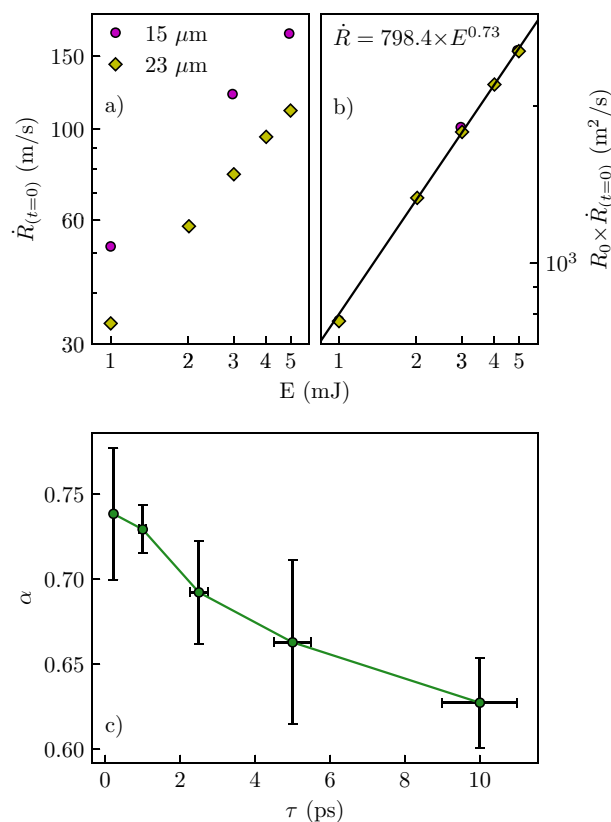 15 μm
23 μm
a)
150
100
60
30
Ṙ(t=0) (m/s)
1 2 3 4 5
Ṙ = 798.4×E^0.73
b)
10³
R₀×Ṙ(t=0) (m²/s)
1 2 3 4 5
E (mJ)
0.75
0.70
0.65
0.60
α
c)
0 2 4 6 8 10
τ (ps)